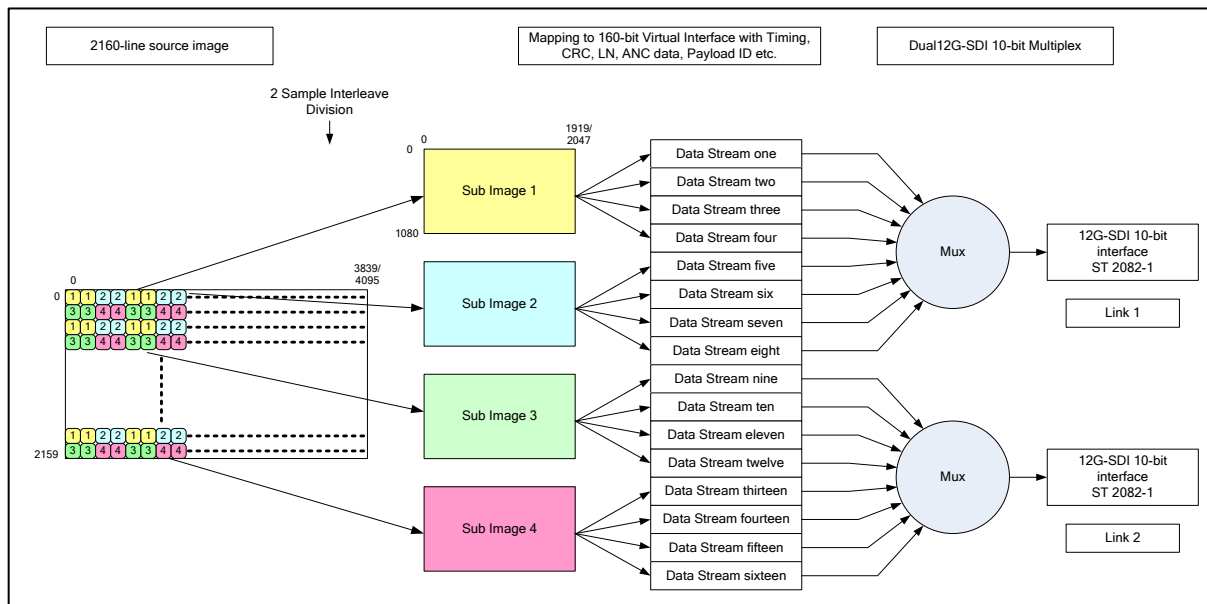 2160-line source image
Mapping to 160-bit Virtual Interface with Timing,
CRC, LN, ANC data, Payload ID etc.
Dual12G-SDI 10-bit Multiplex
2 Sample Interleave
Division
0
1919/
2047
0
1080
Sub Image 1
Sub Image 2
Sub Image 3
Sub Image 4
0
3839/
4095
0
1 1 2 2 1 1 2 2
3 3 4 4 3 3 4 4
1 1 2 2 1 1 2 2
3 3 4 4 3 3 4 4
1 1 2 2 1 1 2 2
3 3 4 4 3 3 4 4
2159
Data Stream one
Data Stream two
Data Stream three
Data Stream four
Data Stream five
Data Stream six
Data Stream seven
Data Stream eight
Data Stream nine
Data Stream ten
Data Stream eleven
Data Stream twelve
Data Stream thirteen
Data Stream fourteen
Data Stream fifteen
Data Stream sixteen
Mux
12G-SDI 10-bit
interface
ST 2082-1
Link 1
Mux
12G-SDI 10-bit
interface
ST 2082-1
Link 2